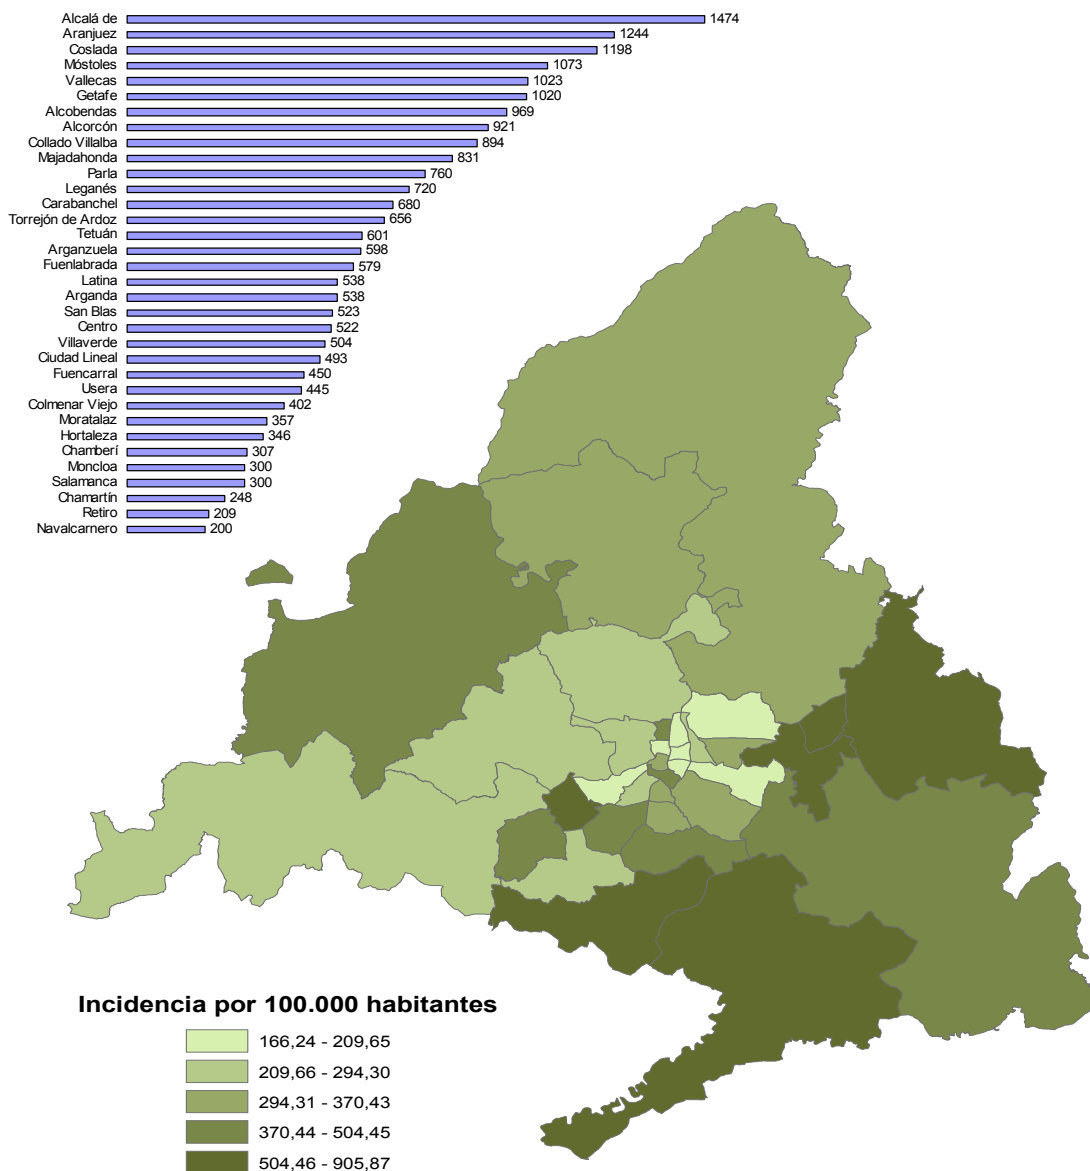 Alcalá de 1474
Aranjuez 1244
Coslada 1198
Móstoles 1073
Vallecas 1023
Getafe 1020
Alcobendas 969
Alcorcón 921
Collado Villalba 894
Majadahonda 831
Parla 760
Leganés 720
Carabanchel 680
Torrejón de Ardoz 656
Tetuán 601
Arganzuela 598
Fuenlabrada 579
Latina 538
Arganda 538
San Blas 523
Centro 522
Villaverde 504
Ciudad Lineal 493
Fuencarral 450
Usera 445
Colmenar Viejo 402
Moratalaz 357
Hortaleza 346
Chamberí 307
Moncloa 300
Salamanca 300
Chamartín 248
Retiro 209
Navalcarnero 200
Incidencia por 100.000 habitantes
166,24 - 209,65
209,66 - 294,30
294,31 - 370,43
370,44 - 504,45
504,46 - 905,87